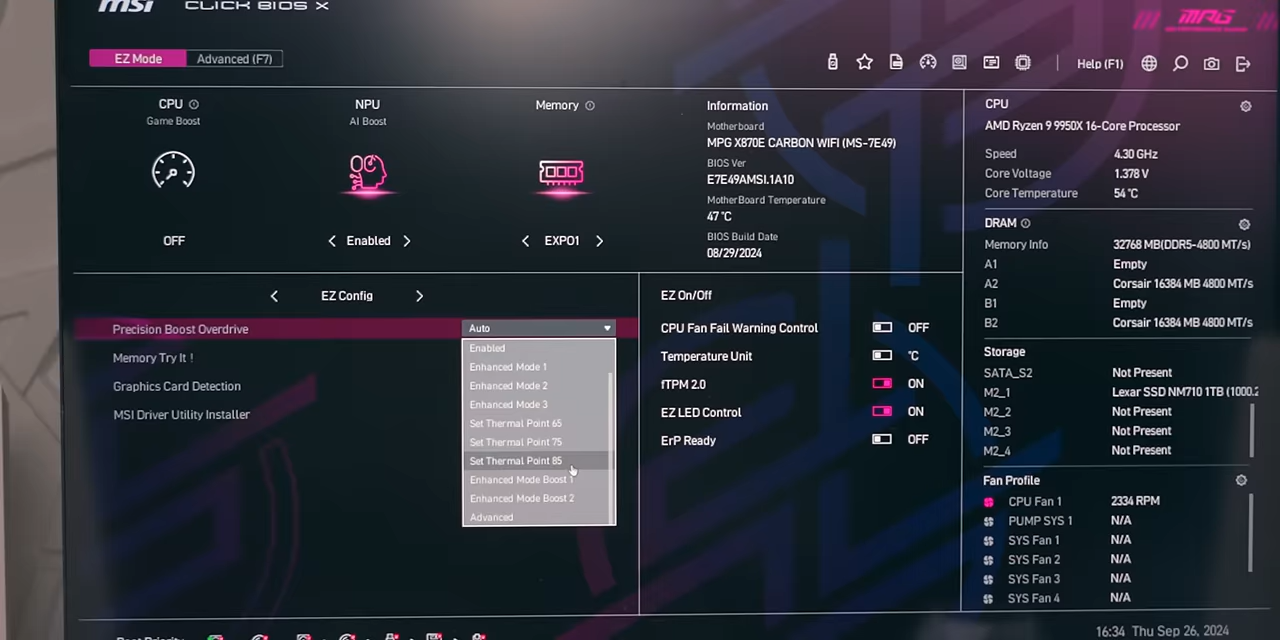 msi CLICK BIOS X
MPG
EZ Mode Advanced (F7)
Help (F1)
CPU
Game Boost
OFF
NPU
AI Boost
Enabled
Memory
EXPO1
Information
Motherboard
MPG X870E CARBON WIFI (MS-7E49)
BIOS Ver
E7E49AMSI.1A10
MotherBoard Temperature
47 °C
BIOS Build Date
08/29/2024
CPU
AMD Ryzen 9 9950X 16-Core Processor
Speed 4.30 GHz
Core Voltage 1.378 V
Core Temperature 54 °C
DRAM
Memory Info 32768 MB(DDR5-4800 MT/s)
A1 Empty
A2 Corsair 16384 MB 4800 MT/s
B1 Empty
B2 Corsair 16384 MB 4800 MT/s
Storage
SATA_S2 Not Present
M2_1 Lexar SSD NM710 1TB (1000.2
M2_2 Not Present
M2_3 Not Present
M2_4 Not Present
Fan Profile
CPU Fan 1 2334 RPM
PUMP SYS 1 N/A
SYS Fan 1 N/A
SYS Fan 2 N/A
SYS Fan 3 N/A
SYS Fan 4 N/A
EZ Config
Precision Boost Overdrive Auto
Memory Try It !
Graphics Card Detection
MSI Driver Utility Installer
Enabled
Enhanced Mode 1
Enhanced Mode 2
Enhanced Mode 3
Set Thermal Point 65
Set Thermal Point 75
Set Thermal Point 85
Enhanced Mode Boost 1
Enhanced Mode Boost 2
Advanced
EZ On/Off
CPU Fan Fail Warning Control OFF
Temperature Unit °C
fTPM 2.0 ON
EZ LED Control ON
ErP Ready OFF
Boot Priority
16:34 Thu Sep 26, 2024